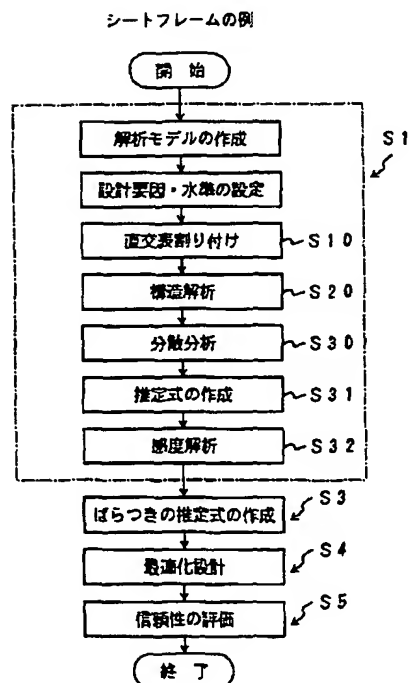 シートフレームの例
開 始
S1
解析モデルの作成
設計要因・水準の設定
直交表割り付け S10
構造解析 S20
分散分析 S30
推定式の作成 S31
感度解析 S32
S3
ばらつきの推定式の作成
S4
最適化設計
S5
信頼性の評価
終 了